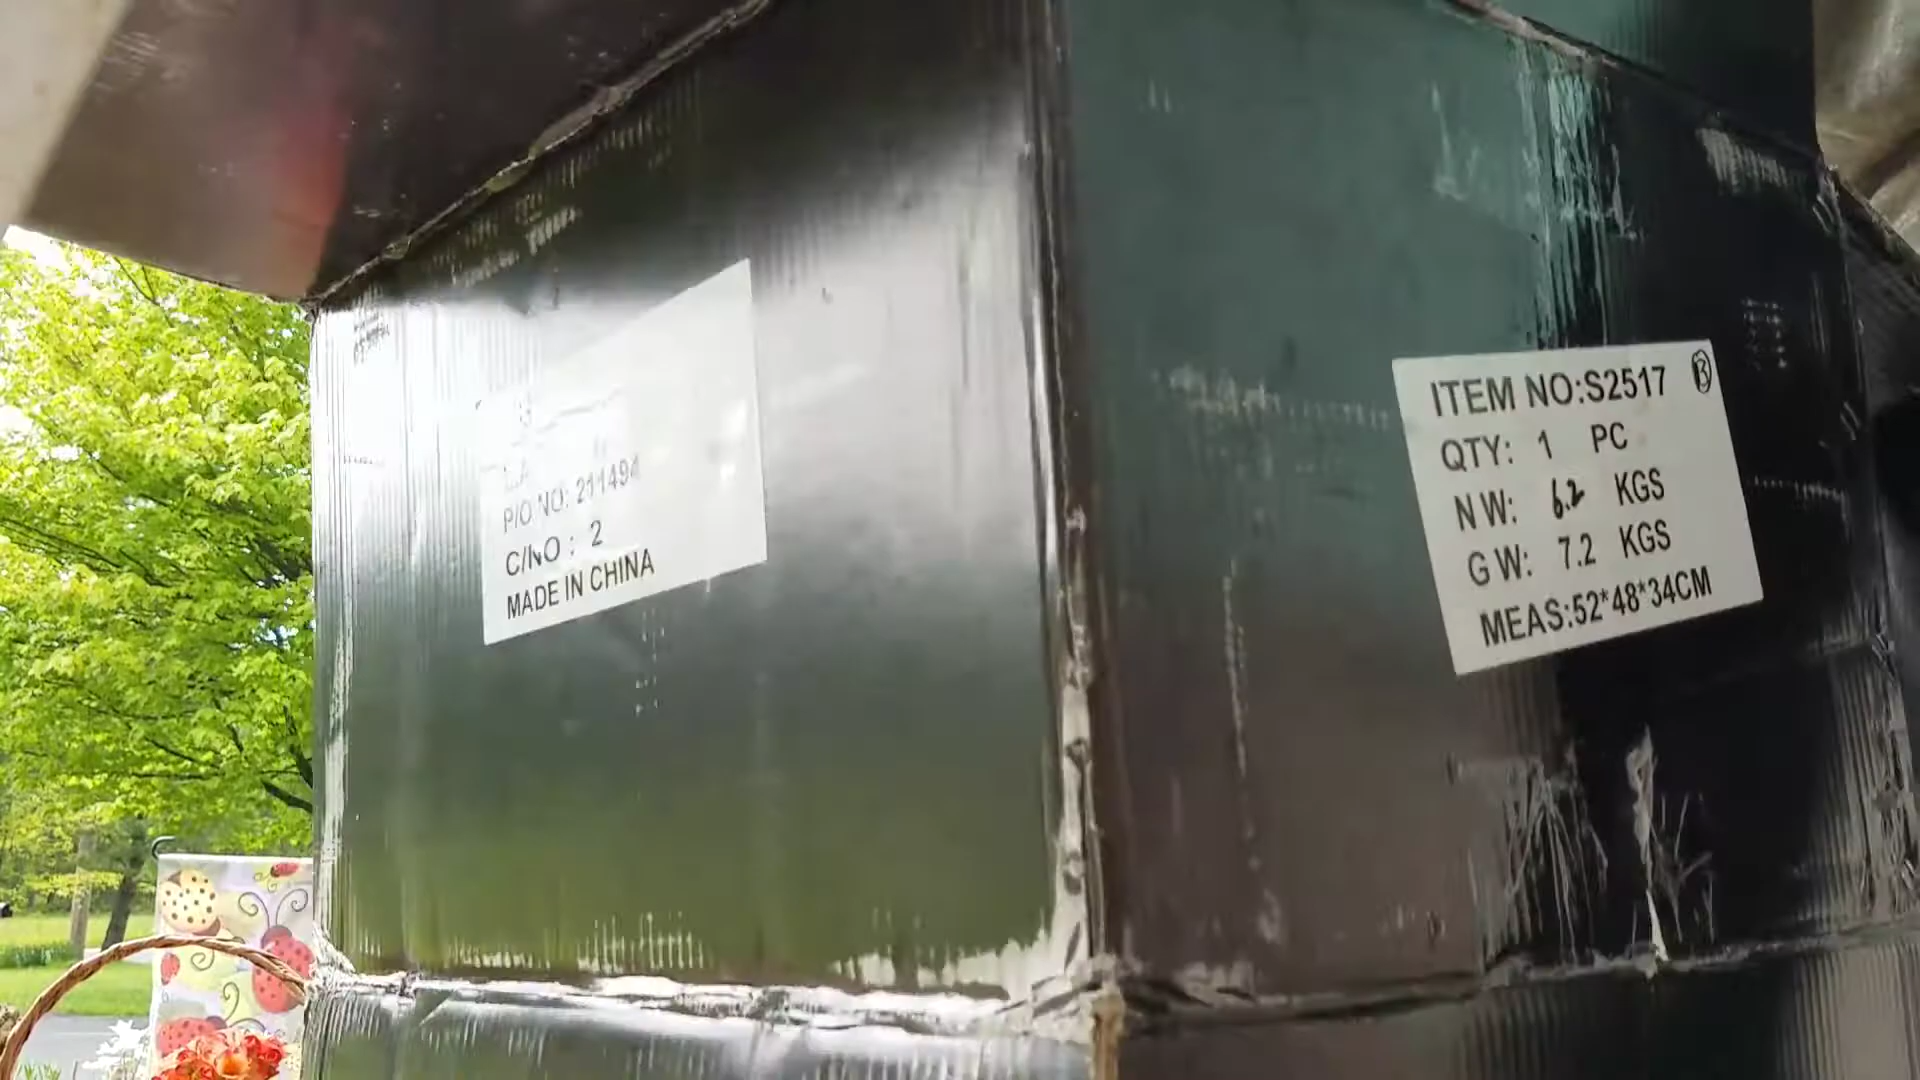 P/O NO: 211494
C/NO : 2
MADE IN CHINA
ITEM NO:S2517 B
QTY: 1 PC
N W: 6.2 KGS
G W: 7.2 KGS
MEAS:52*48*34CM